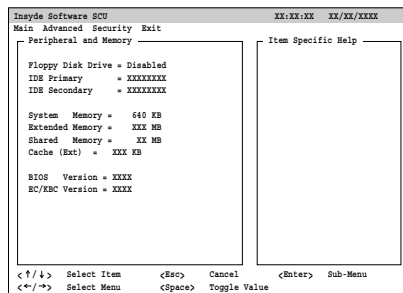 Insyde Software SCU XX:XX:XX XX/XX/XXXX
Main Advanced Security Exit
Peripheral and Memory
Item Specific Help
Floppy Disk Drive = Disabled
IDE Primary = XXXXXXXX
IDE Secondary = XXXXXXXX
System Memory = 640 KB
Extended Memory = XXX MB
Shared Memory = XX MB
Cache (Ext) = XXX KB
BIOS Version = XXXX
EC/KBC Version = XXXX
<↑/↓> Select Item <Esc> Cancel <Enter> Sub-Menu
<←/→> Select Menu <Space> Toggle Value